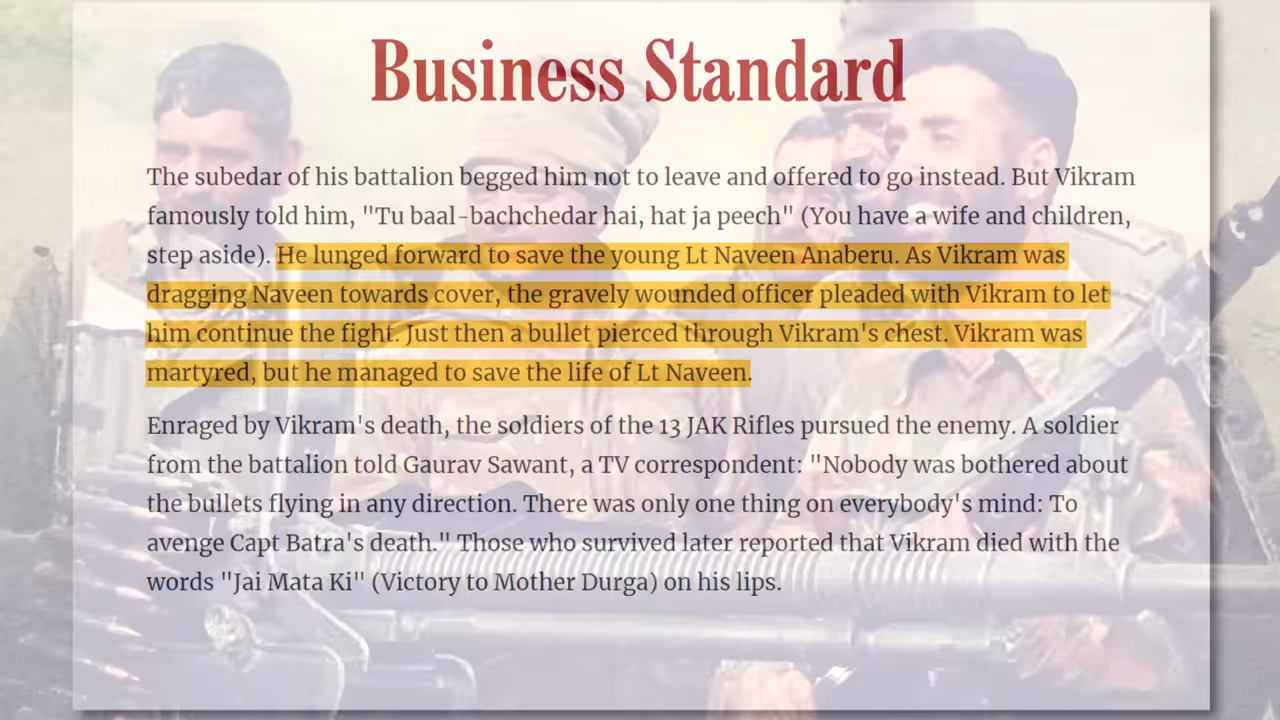 Business Standard
The subedar of his battalion begged him not to leave and offered to go instead. But Vikram
famously told him, "Tu baal-bachchedar hai, hat ja peech" (You have a wife and children,
step aside). He lunged forward to save the young Lt Naveen Anaberu. As Vikram was
dragging Naveen towards cover, the gravely wounded officer pleaded with Vikram to let
him continue the fight. Just then a bullet pierced through Vikram's chest. Vikram was
martyred, but he managed to save the life of Lt Naveen.
Enraged by Vikram's death, the soldiers of the 13 JAK Rifles pursued the enemy. A soldier
from the battalion told Gaurav Sawant, a TV correspondent: "Nobody was bothered about
the bullets flying in any direction. There was only one thing on everybody's mind: To
avenge Capt Batra's death." Those who survived later reported that Vikram died with the
words "Jai Mata Ki" (Victory to Mother Durga) on his lips.